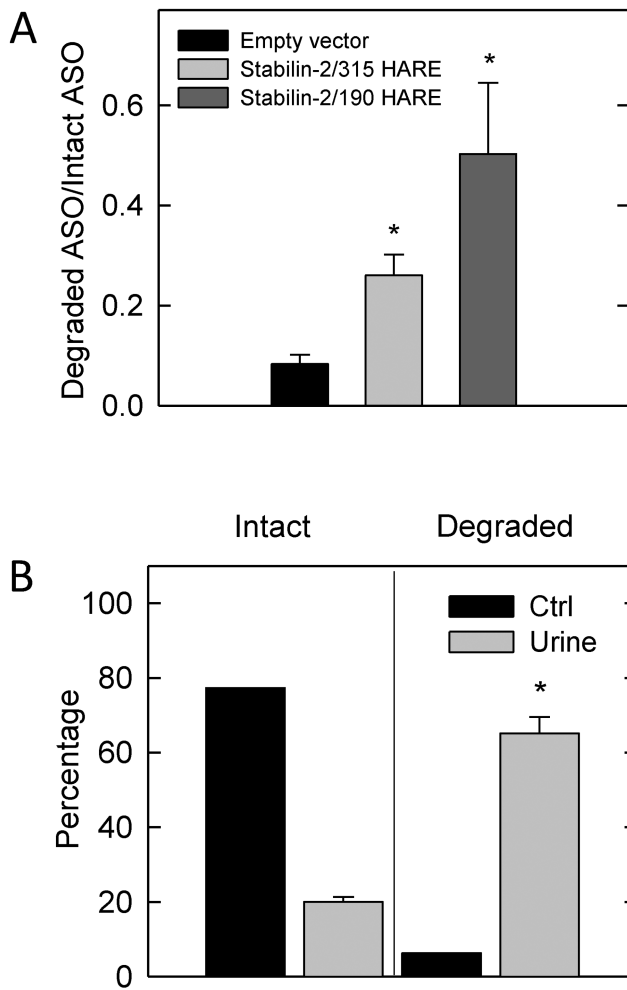 A
Empty vector
Stabilin-2/315 HARE
Stabilin-2/190 HARE
*
*
Degraded ASO/Intact ASO
0.6
0.4
0.2
0.0
Intact Degraded
B
Ctrl
Urine
*
Percentage
100
80
60
40
20
0